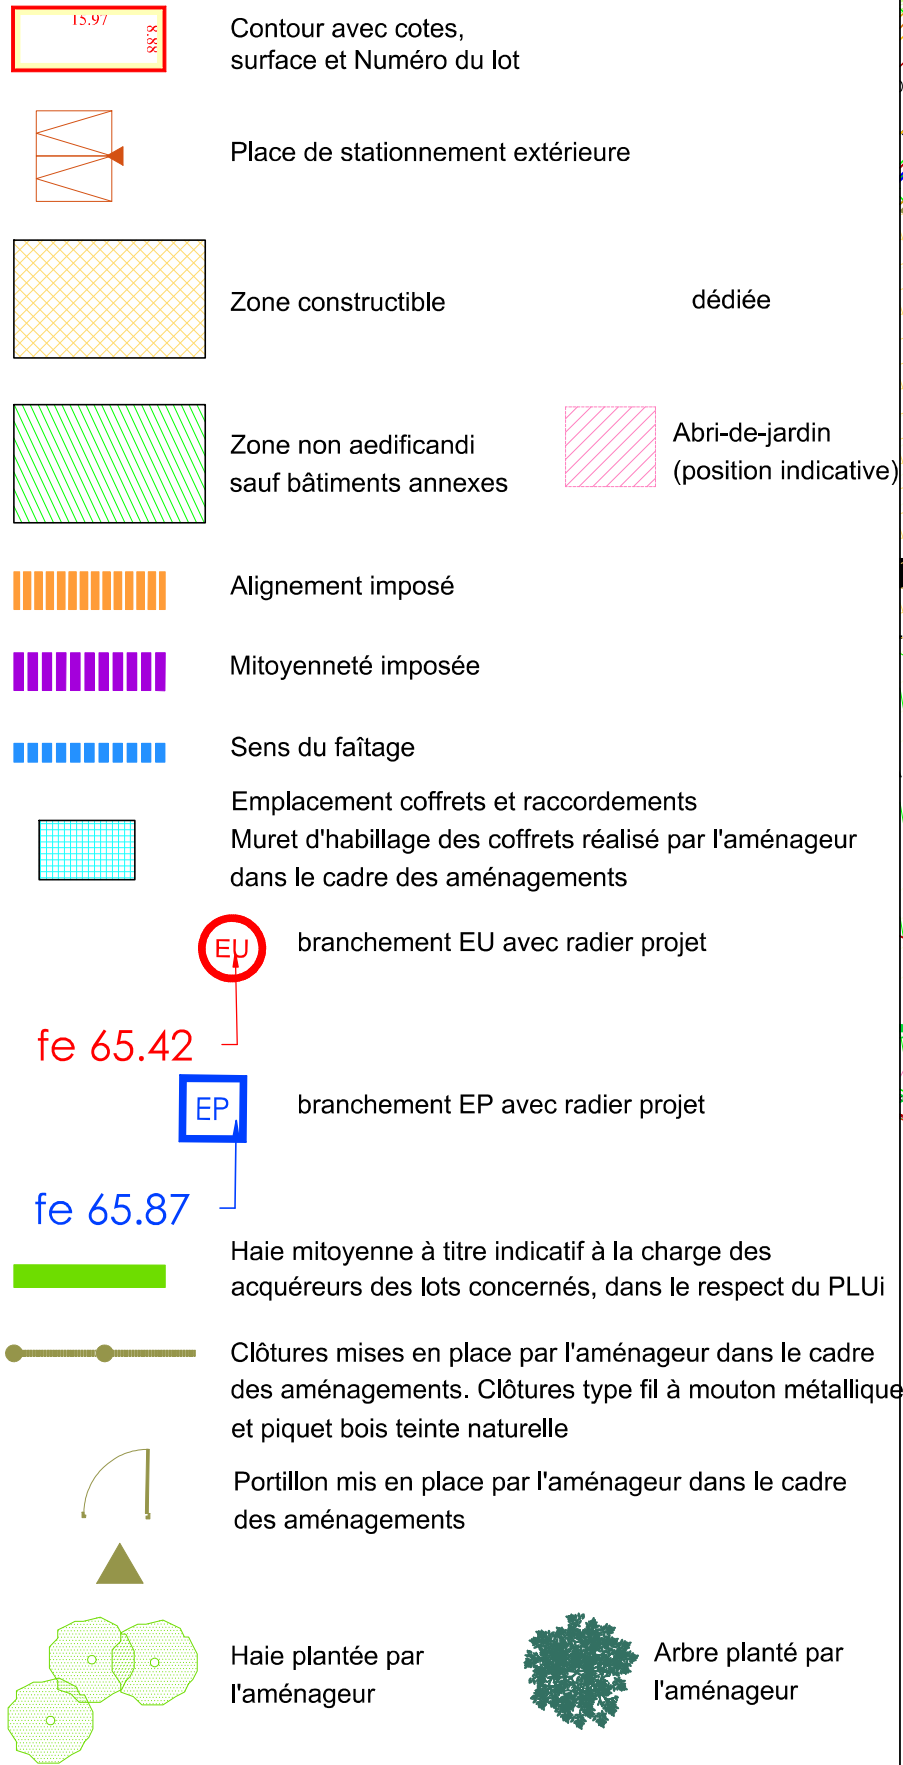 15.97
8.88
Contour avec cotes,
surface et Numéro du lot
Place de stationnement extérieure
Zone constructible
dédiée
Zone non aedificandi
sauf bâtiments annexes
Abri-de-jardin
(position indicative)
Alignement imposé
Mitoyenneté imposée
Sens du faîtage
Emplacement coffrets et raccordements
Muret d'habillage des coffrets réalisé par l'aménageur
dans le cadre des aménagements
EU
branchement EU avec radier projet
fe 65.42
EP
branchement EP avec radier projet
fe 65.87
Haie mitoyenne à titre indicatif à la charge des
acquéreurs des lots concernés, dans le respect du PLUi
Clôtures mises en place par l'aménageur dans le cadre
des aménagements. Clôtures type fil à mouton métallique
et piquet bois teinte naturelle
Portillon mis en place par l'aménageur dans le cadre
des aménagements
Haie plantée par
l'aménageur
Arbre planté par
l'aménageur